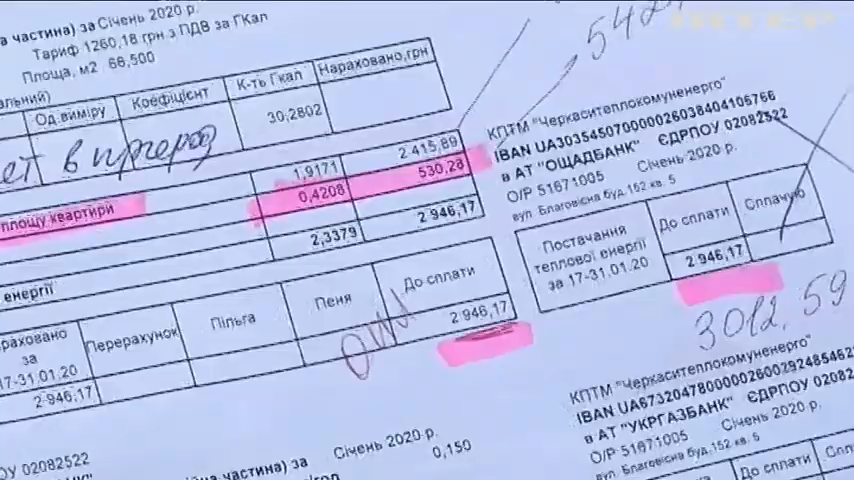 частина) за Січень 2020 р.
Тариф 1260,18 грн з ПДВ за ГКал
Площа, м2 66,500
Од.виміру Коефіцієнт К-ть Гкал Нараховано,грн
30,2802
в
1,9171 2 415,89
площу квартири 0,4208 530,28
2,3379 2 946,17
енергії
за Перерахунок Пільга Пеня До сплати
17-31.01.20
2 946,17 2 946,17
02082522
за Січень 2020 р.
0,150
КПТМ "Черкаситеплокомуненерго"
IBAN UA303545070000026038404106766
в АТ "ОЩАДБАНК" ЄДРПОУ 02082522
О/Р 51671005 Січень 2020 р.
вул. Благовісна буд.152 кв. 5
Постачання теплової енергії за 17-31.01.20 До сплати Сплачую
2 946,17
3012.59
КПТМ "Черкаситеплокомуненерго"
в АТ "УКРГАЗБАНК" ЄДРПОУ
О/Р 51671005 Січень 2020 р.
вул. Благовісна буд.152 кв. 5
До сплати